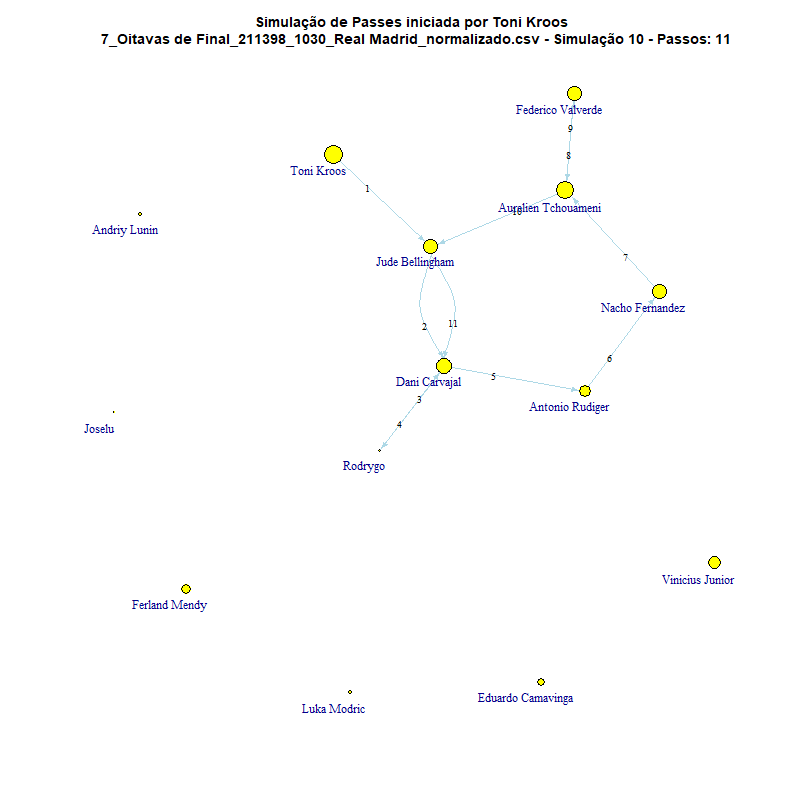 Simulação de Passes iniciada por Toni Kroos
7_Oitavas de Final_211398_1030_Real Madrid_normalizado.csv - Simulação 10 - Passos: 11
Federico Valverde
9
8
Toni Kroos
1
Aurelien Tchouameni
10
Andriy Lunin
Jude Bellingham
7
Nacho Fernandez
2
11
6
Dani Carvajal
5
3
Antonio Rudiger
4
Joselu
Rodrygo
Vinicius Junior
Ferland Mendy
Eduardo Camavinga
Luka Modric